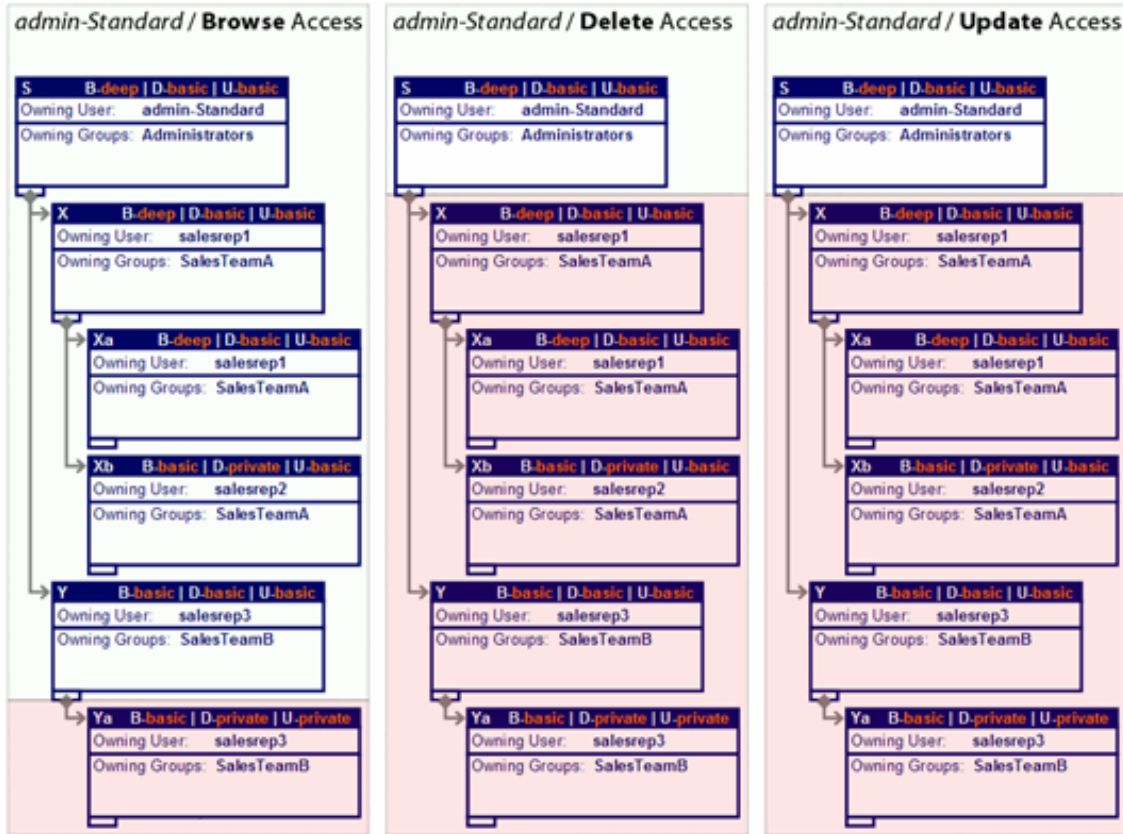 admin-Standard / Browse Access
S B-deep | D-basic | U-basic
Owning User: admin-Standard
Owning Groups: Administrators
X B-deep | D-basic | U-basic
Owning User: salesrep1
Owning Groups: SalesTeamA
Xa B-deep | D-basic | U-basic
Owning User: salesrep1
Owning Groups: SalesTeamA
Xb B-basic | D-private | U-basic
Owning User: salesrep2
Owning Groups: SalesTeamA
Y B-basic | D-basic | U-basic
Owning User: salesrep3
Owning Groups: SalesTeamB
Ya B-basic | D-private | U-private
Owning User: salesrep3
Owning Groups: SalesTeamB
admin-Standard / Delete Access
S B-deep | D-basic | U-basic
Owning User: admin-Standard
Owning Groups: Administrators
X B-deep | D-basic | U-basic
Owning User: salesrep1
Owning Groups: SalesTeamA
Xa B-deep | D-basic | U-basic
Owning User: salesrep1
Owning Groups: SalesTeamA
Xb B-basic | D-private | U-basic
Owning User: salesrep2
Owning Groups: SalesTeamA
Y B-basic | D-basic | U-basic
Owning User: salesrep3
Owning Groups: SalesTeamB
Ya B-basic | D-private | U-private
Owning User: salesrep3
Owning Groups: SalesTeamB
admin-Standard / Update Access
S B-deep | D-basic | U-basic
Owning User: admin-Standard
Owning Groups: Administrators
X B-deep | D-basic | U-basic
Owning User: salesrep1
Owning Groups: SalesTeamA
Xa B-deep | D-basic | U-basic
Owning User: salesrep1
Owning Groups: SalesTeamA
Xb B-basic | D-private | U-basic
Owning User: salesrep2
Owning Groups: SalesTeamA
Y B-basic | D-basic | U-basic
Owning User: salesrep3
Owning Groups: SalesTeamB
Ya B-basic | D-private | U-private
Owning User: salesrep3
Owning Groups: SalesTeamB